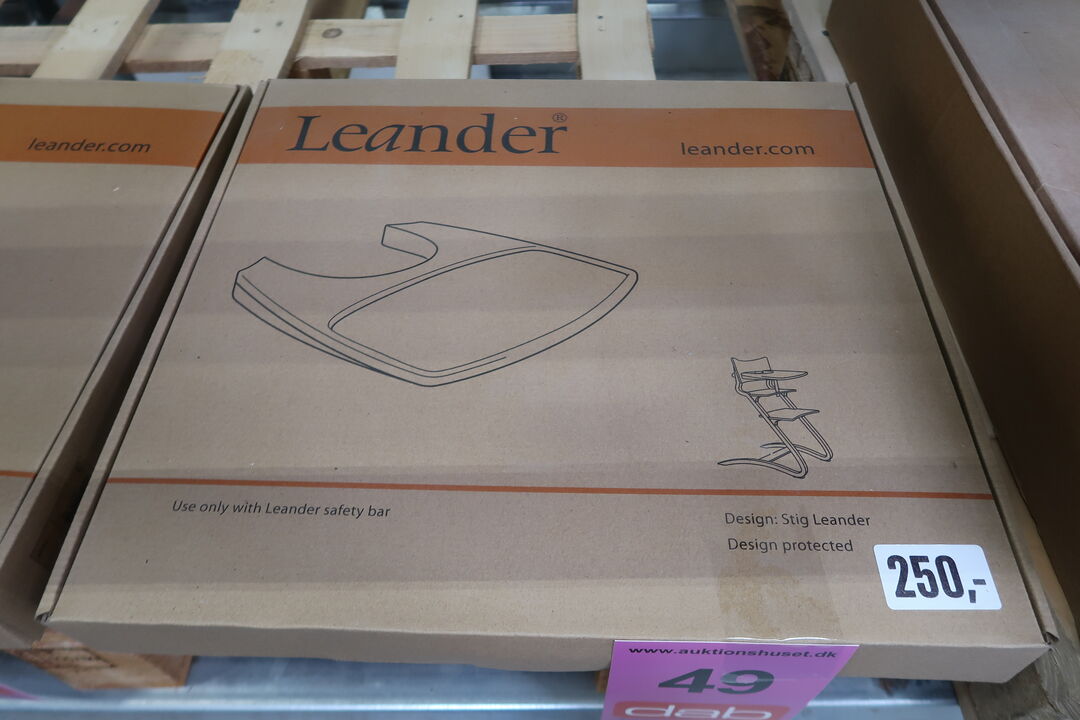 leander.com
Leander®
leander.com
Use only with Leander safety bar
Design: Stig Leander
Design protected
250,-
www.auktionshuset.dk
49
dab